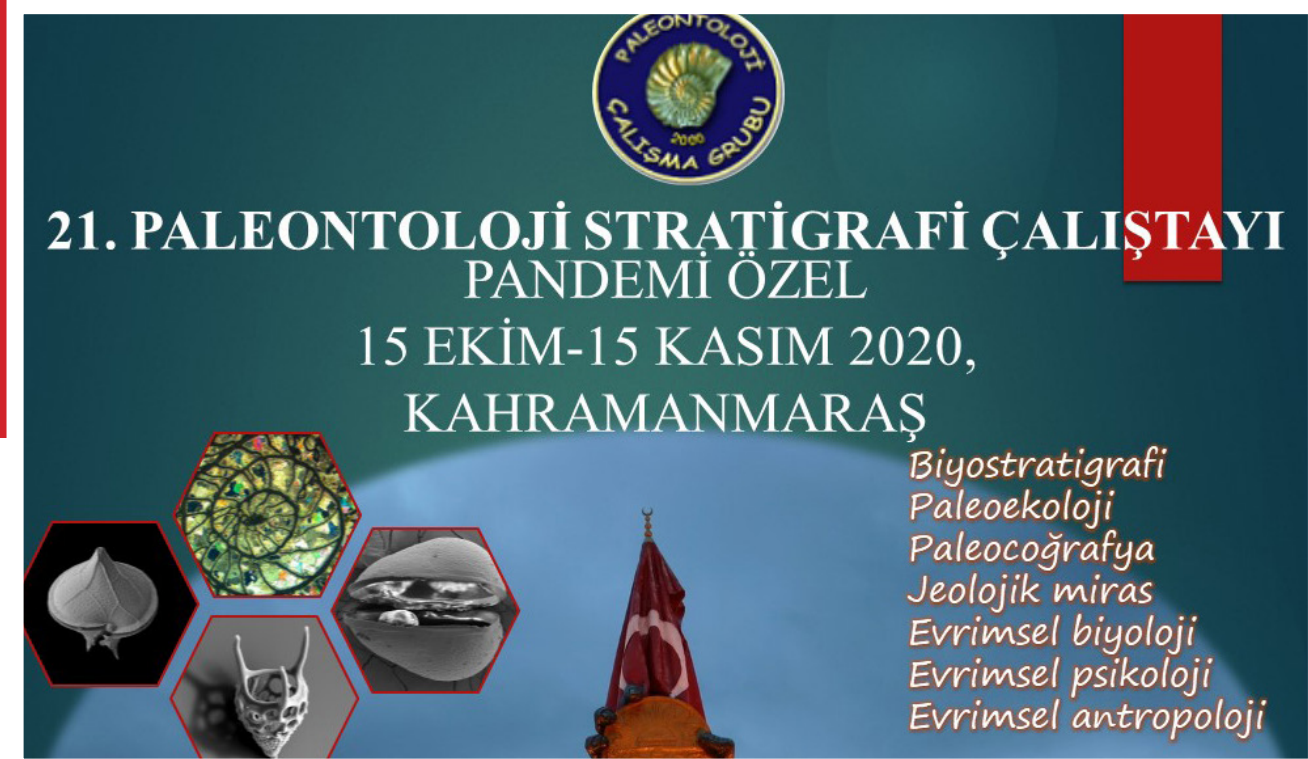 PALEONTOLOJİ
ÇALIŞMA GRUBU
2000
21. PALEONTOLOJİ STRATİGRAFİ ÇALIŞTAYI
PANDEMİ ÖZEL
15 EKİM-15 KASIM 2020,
KAHRAMANMARAŞ
Biyostratigrafi
Paleoekoloji
Paleocoğrafya
Jeolojik miras
Evrimsel biyoloji
Evrimsel psikoloji
Evrimsel antropoloji